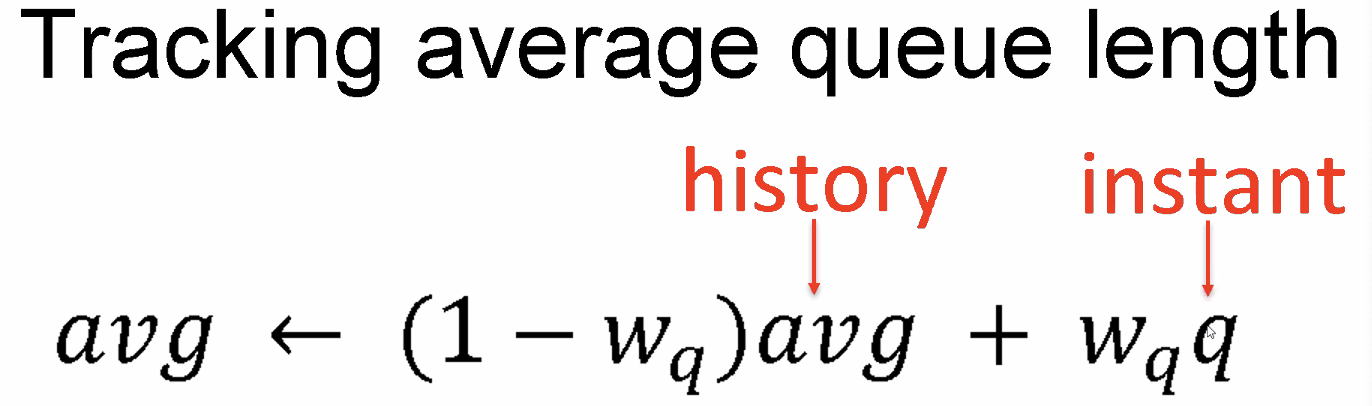 Tracking average queue length
history instant
avg ← (1 − w_q)avg + w_q q